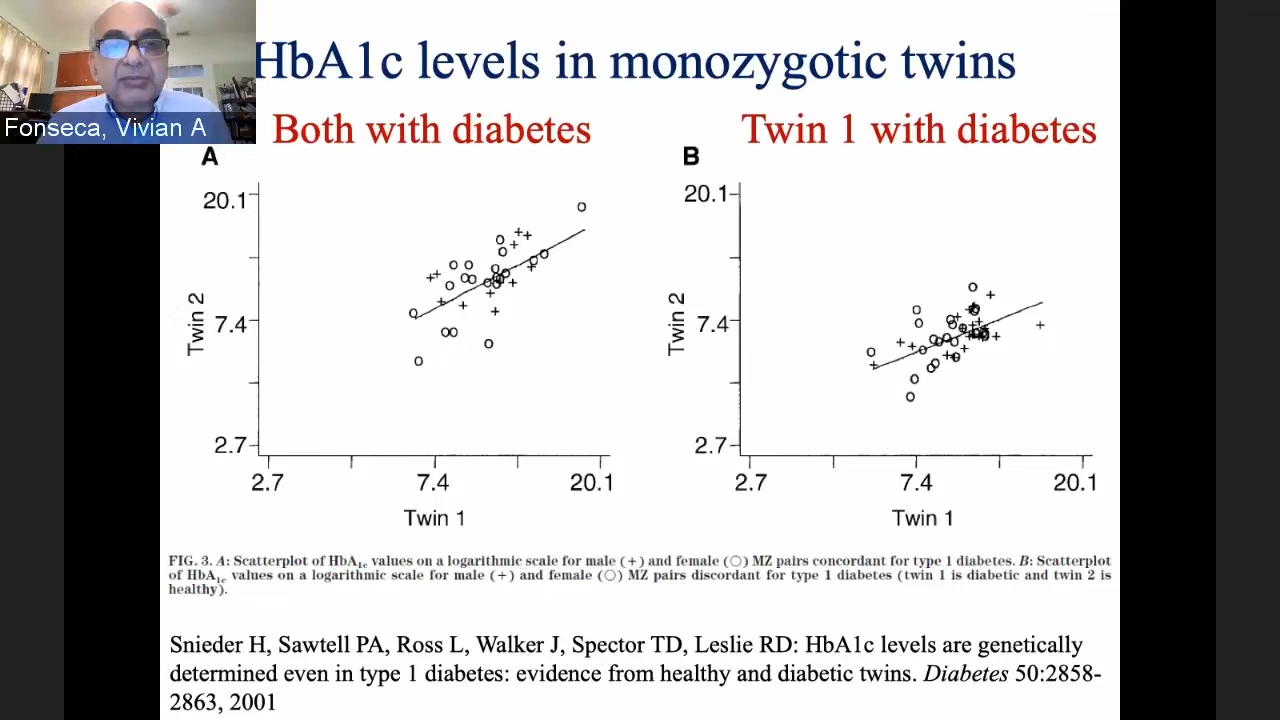 HbA1c levels in monozygotic twins
Fonseca, Vivian A
Both with diabetes
Twin 1 with diabetes
A
20.1
7.4
2.7
Twin 2
2.7 7.4 20.1
Twin 1
B
20.1
7.4
2.7
Twin 2
2.7 7.4 20.1
Twin 1
FIG. 3. A: Scatterplot of HbA1c values on a logarithmic scale for male (+) and female (○) MZ pairs concordant for type 1 diabetes. B: Scatterplot
of HbA1c values on a logarithmic scale for male (+) and female (○) MZ pairs discordant for type 1 diabetes (twin 1 is diabetic and twin 2 is
healthy).
Snieder H, Sawtell PA, Ross L, Walker J, Spector TD, Leslie RD: HbA1c levels are genetically
determined even in type 1 diabetes: evidence from healthy and diabetic twins. Diabetes 50:2858-
2863, 2001